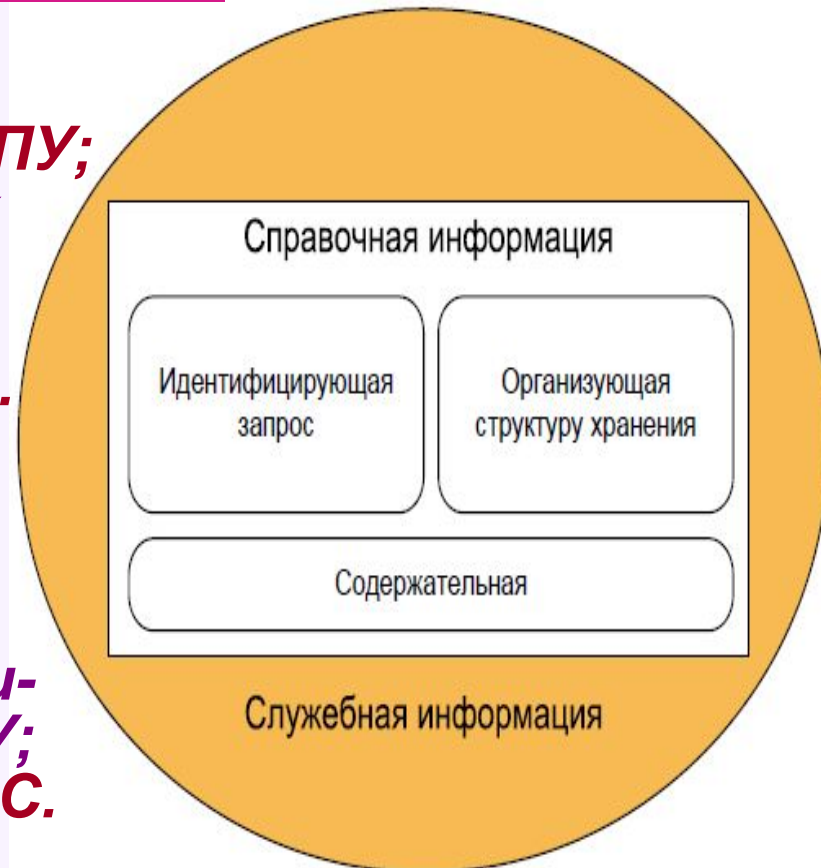 ПУ;
.
Справочная информация
Идентифицирующая
запрос
Организующая
структуру хранения
Содержательная
и-
У;
Служебная информация
С.